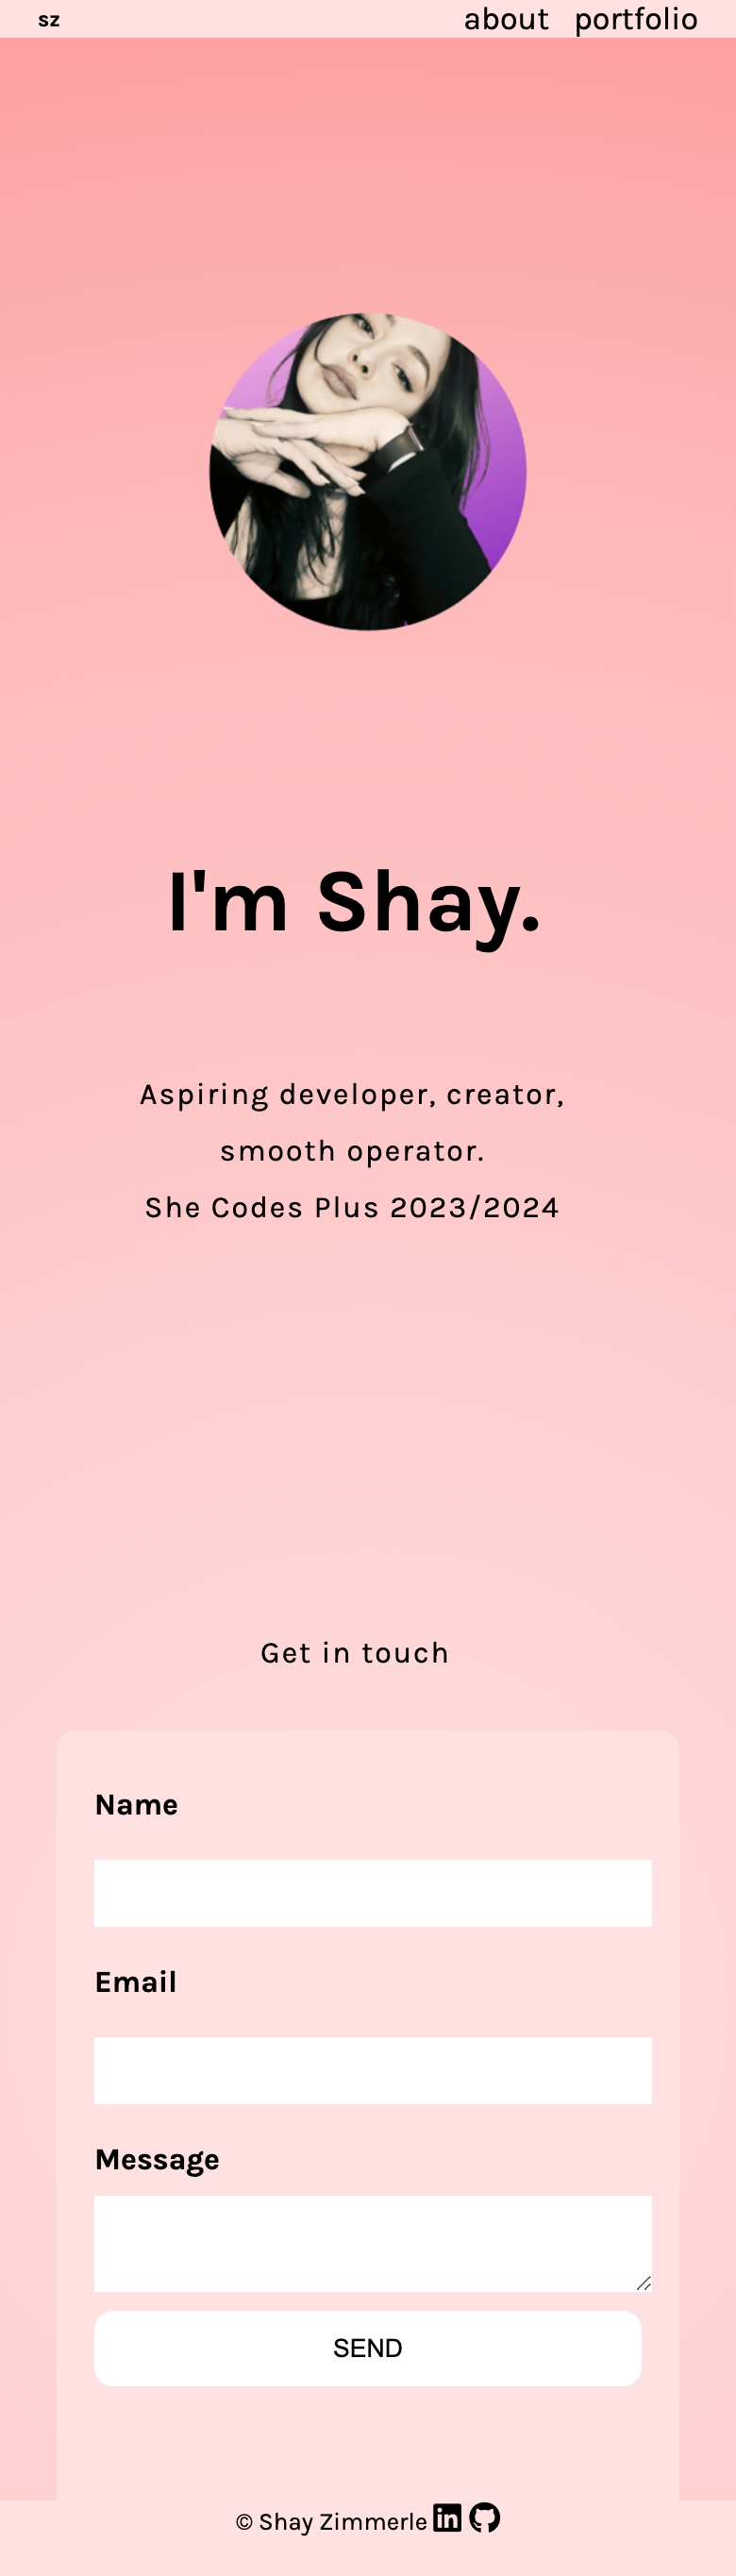 sz
about portfolio
I'm Shay.
Aspiring developer, creator,
smooth operator.
She Codes Plus 2023/2024
Get in touch
Name
Email
Message
SEND
© Shay Zimmerle